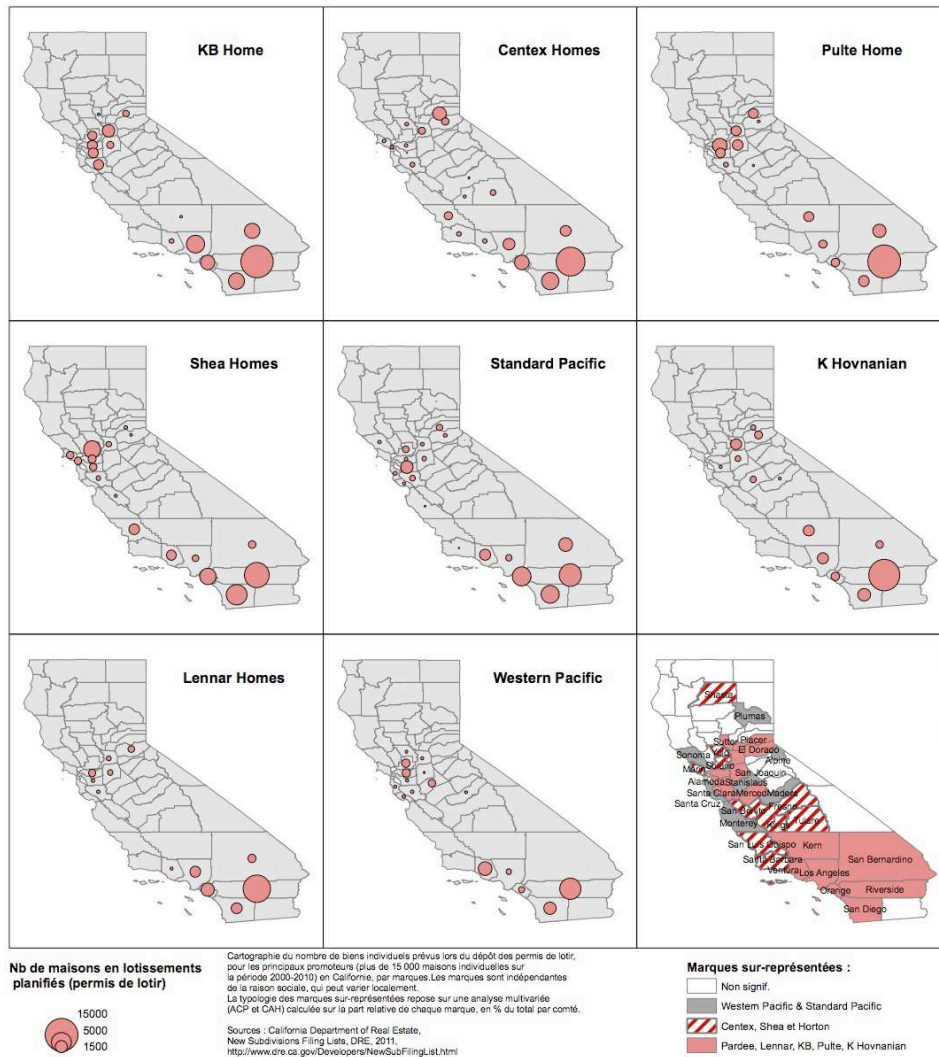 KB Home
Centex Homes
Pulte Home
Shea Homes
Standard Pacific
K Hovnanian
Lennar Homes
Western Pacific
Shasta
Plumas
Sutter
Placer
El Dorado
Sonoma
Yolo
Alpine
Solano
Marin
San Joaquin
Alameda
Stanislaus
Santa Clara
Merced
Madera
Santa Cruz
Fresno
San Benito
Monterey
Kings
Tulare
San Luis Obispo
Kern
Santa Barbara
San Bernardino
Ventura
Los Angeles
Orange
Riverside
San Diego
Nb de maisons en lotissements
planifiés (permis de lotir)
15000
5000
1500
Cartographie du nombre de biens individuels prévus lors du dépôt des permis de lotir,
pour les principaux promoteurs (plus de 15 000 maisons individuelles sur
la période 2000-2010) en Californie, par marques.Les marques sont indépendantes
de la raison sociale, qui peut varier localement.
La typologie des marques sur-représentées repose sur une analyse multivariée
(ACP et CAH) calculée sur la part relative de chaque marque, en % du total par comté.
Sources : California Department of Real Estate,
New Subdivisions Filing Lists, DRE, 2011,
http://www.dre.ca.gov/Developers/NewSubFilingList.html
Marques sur-représentées :
Non signif.
Western Pacific & Standard Pacific
Centex, Shea et Horton
Pardee, Lennar, KB, Pulte, K Hovnanian